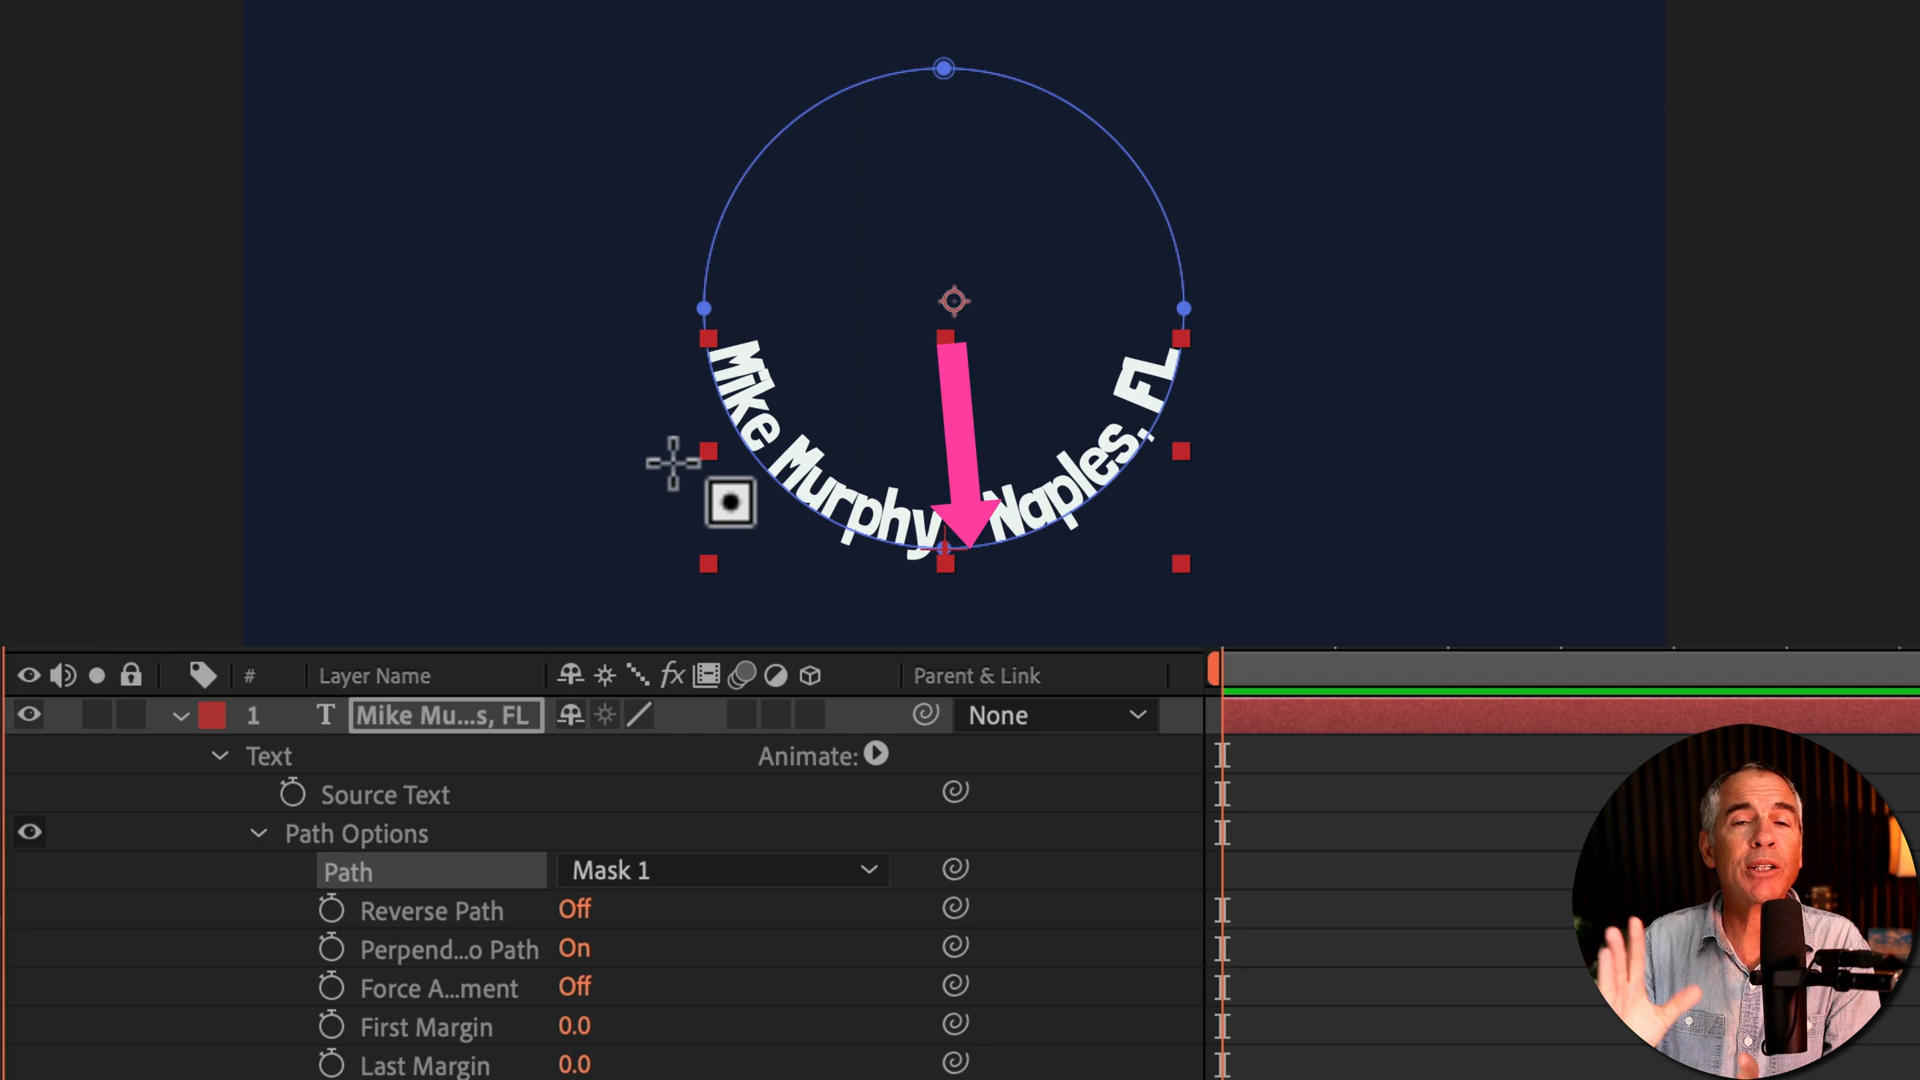 Mike Murphy Naples, FL
# Layer Name fx Parent & Link
1 T Mike Mu...s, FL None
Text Animate:
Source Text
Path Options
Path Mask 1
Reverse Path Off
Perpend...o Path On
Force A...ment Off
First Margin 0.0
Last Margin 0.0